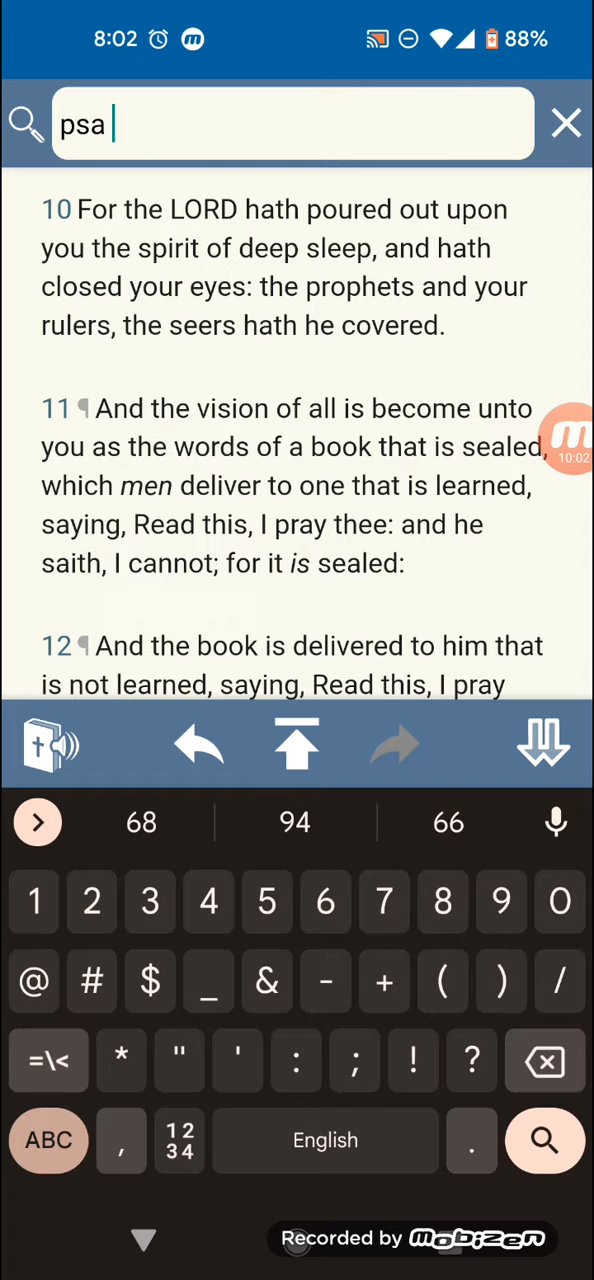 8:02 m 88%
psa
10 For the LORD hath poured out upon
you the spirit of deep sleep, and hath
closed your eyes: the prophets and your
rulers, the seers hath he covered.
11 ¶ And the vision of all is become unto
you as the words of a book that is sealed,
which men deliver to one that is learned,
saying, Read this, I pray thee: and he
saith, I cannot; for it is sealed:
m
10:02
12 ¶ And the book is delivered to him that
is not learned, saying, Read this, I pray
68 94 66
1 2 3 4 5 6 7 8 9 0
@ # $ _ & - + ( ) /
=\< * " ' : ; ! ?
ABC , 12 34 English .
Recorded by mobizen